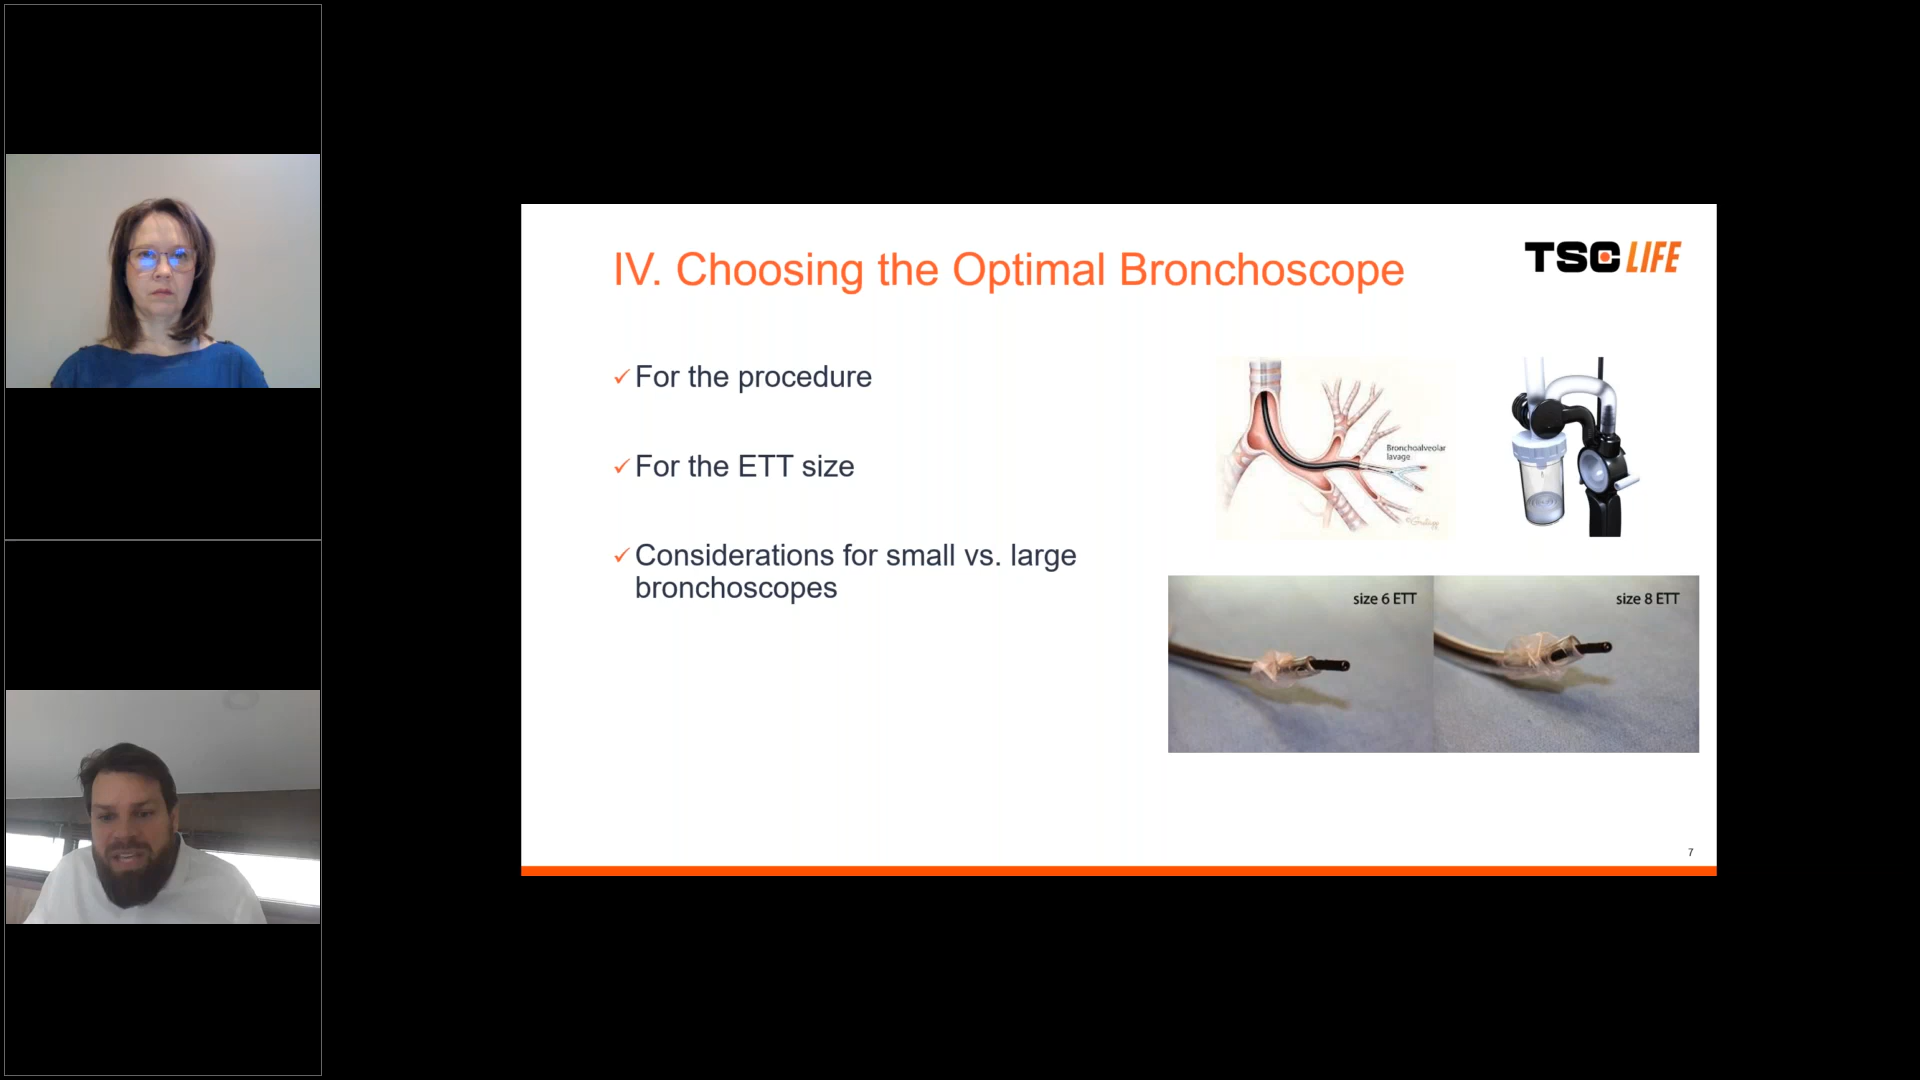 IV. Choosing the Optimal Bronchoscope
TSC LIFE
✓ For the procedure
✓ For the ETT size
✓ Considerations for small vs. large
bronchoscopes
Bronchoalveolar
lavage
size 6 ETT
size 8 ETT
7